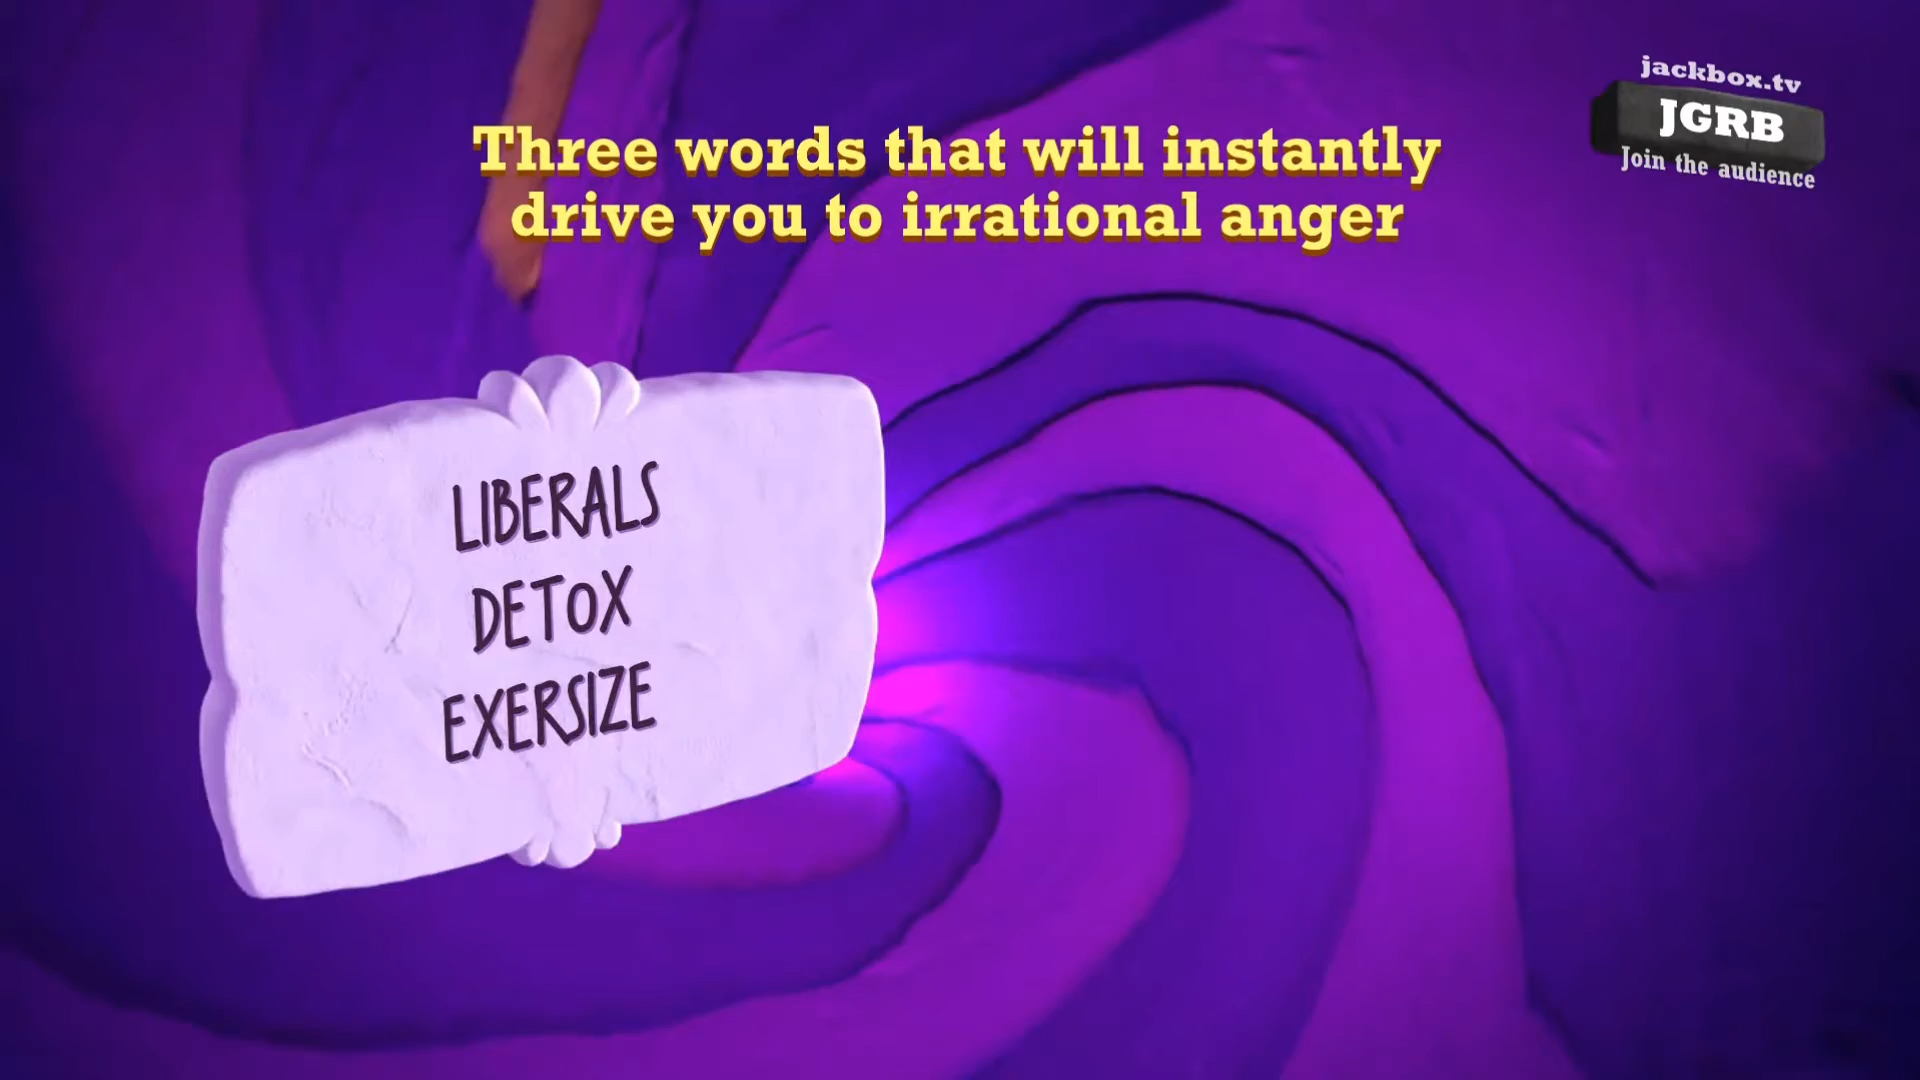 jackbox.tv
JGRB
Join the audience
Three words that will instantly
drive you to irrational anger
LIBERALS
DETOX
EXERSIZE